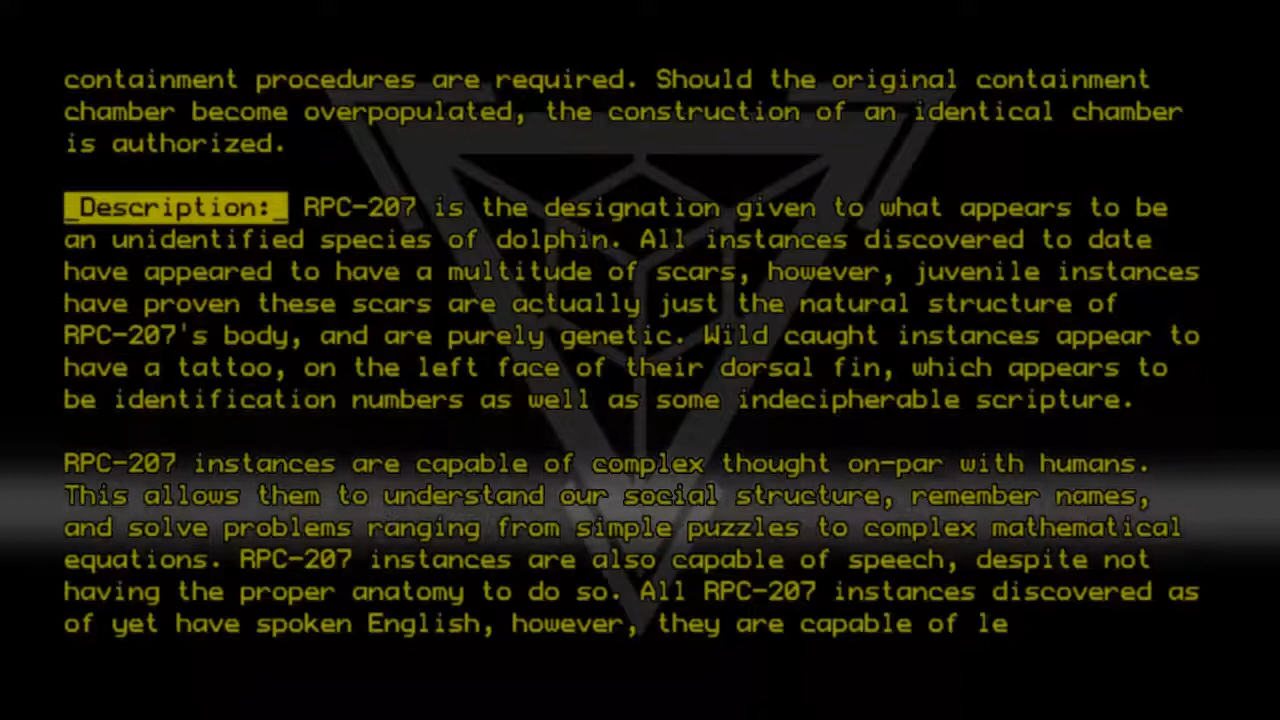 containment procedures are required. Should the original containment
chamber become overpopulated, the construction of an identical chamber
is authorized.
_Description:_ RPC-207 is the designation given to what appears to be
an unidentified species of dolphin. All instances discovered to date
have appeared to have a multitude of scars, however, juvenile instances
have proven these scars are actually just the natural structure of
RPC-207's body, and are purely genetic. Wild caught instances appear to
have a tattoo, on the left face of their dorsal fin, which appears to
be identification numbers as well as some indecipherable scripture.
RPC-207 instances are capable of complex thought on-par with humans.
This allows them to understand our social structure, remember names,
and solve problems ranging from simple puzzles to complex mathematical
equations. RPC-207 instances are also capable of speech, despite not
having the proper anatomy to do so. All RPC-207 instances discovered as
of yet have spoken English, however, they are capable of le